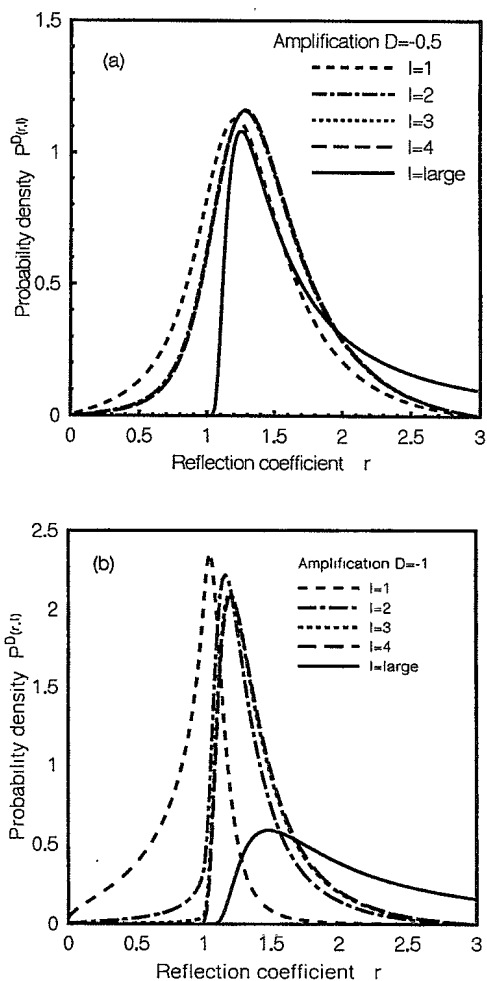 1.5
(a)
Amplification D=-0.5
l=1
l=2
l=3
l=4
l=large
1
0.5
0
Probability density P^D(r,l)
0 0.5 1 1.5 2 2.5 3
Reflection coefficient r
2.5
(b)
Amplification D=-1
l=1
l=2
l=3
l=4
l=large
2
1.5
1
0.5
0
Probability density P^D(r,l)
0 0.5 1 1.5 2 2.5 3
Reflection coefficient r